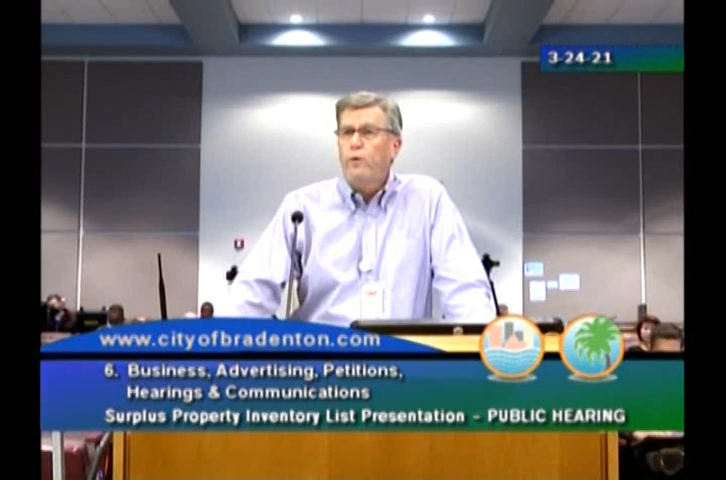 3-24-21
www.cityofbradenton.com
6. Business, Advertising, Petitions,
Hearings & Communications
Surplus Property Inventory List Presentation - PUBLIC HEARING